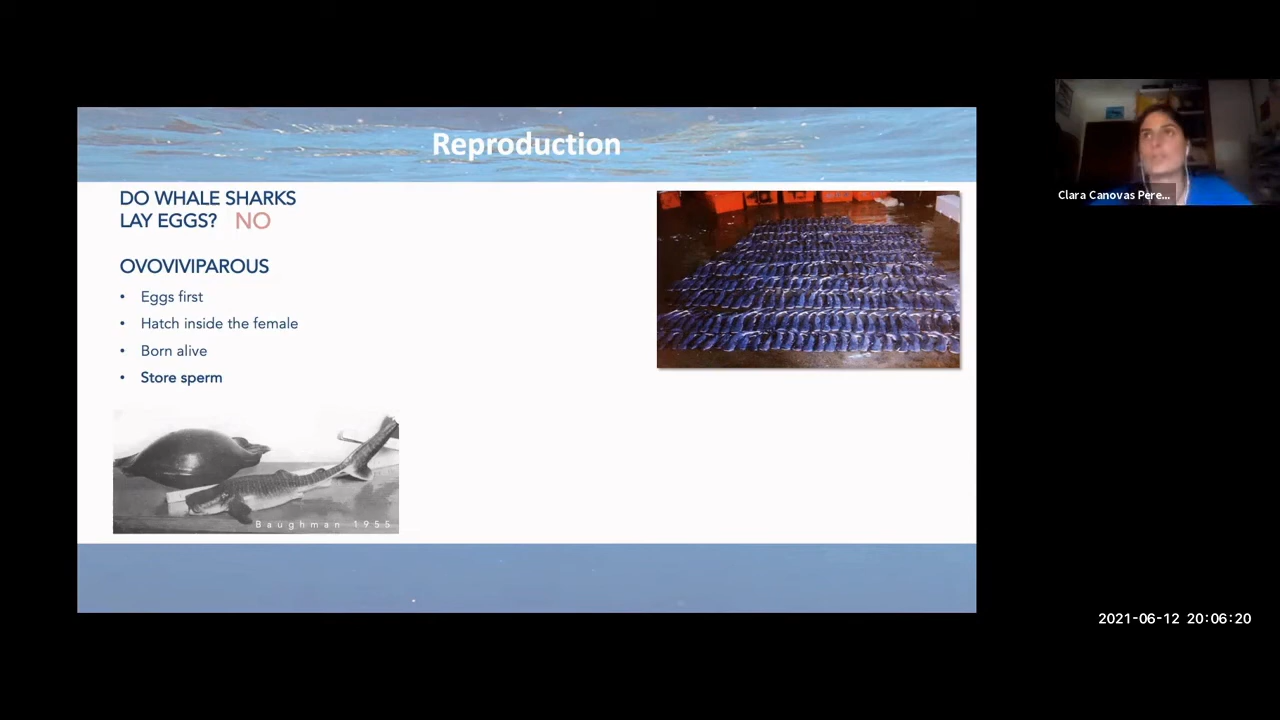 Reproduction
DO WHALE SHARKS
LAY EGGS? NO
OVOVIVIPAROUS
• Eggs first
• Hatch inside the female
• Born alive
• Store sperm
Baughman 1955
Clara Canovas Pere...
2021-06-12 20:06:20